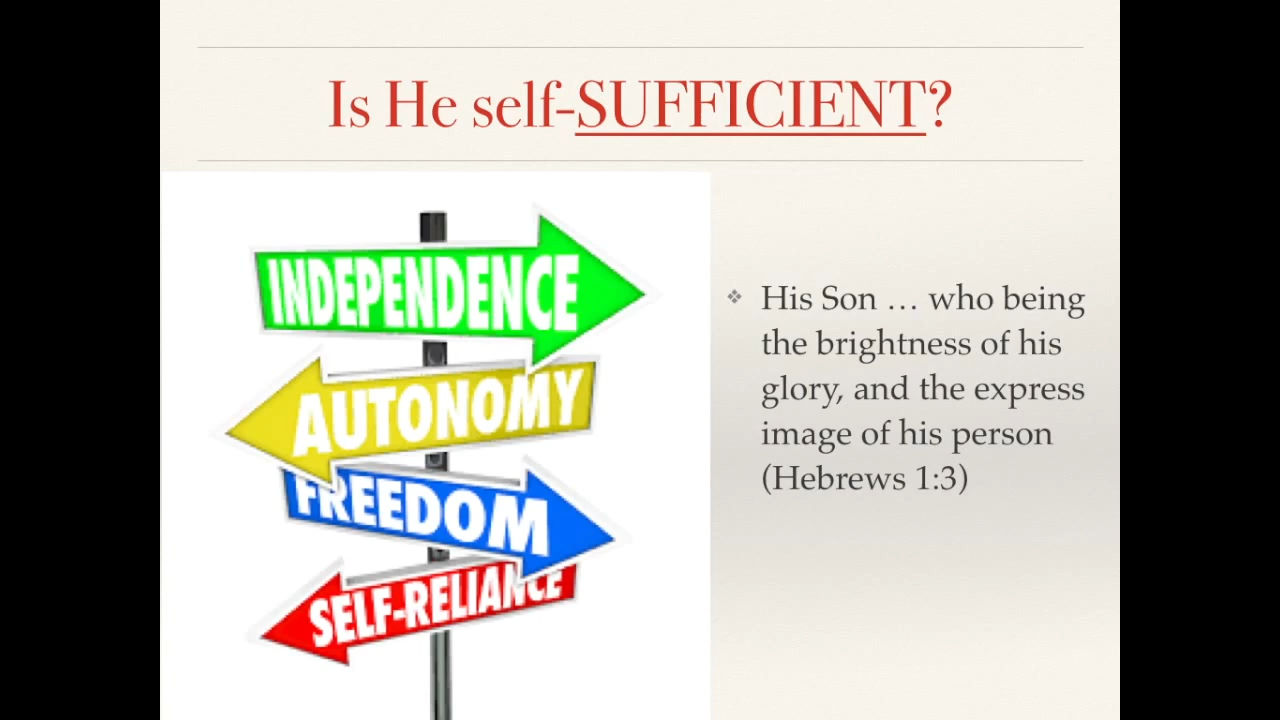 Is He self-SUFFICIENT?
INDEPENDENCE
AUTONOMY
FREEDOM
SELF-RELIANCE
❖ His Son … who being
the brightness of his
glory, and the express
image of his person
(Hebrews 1:3)